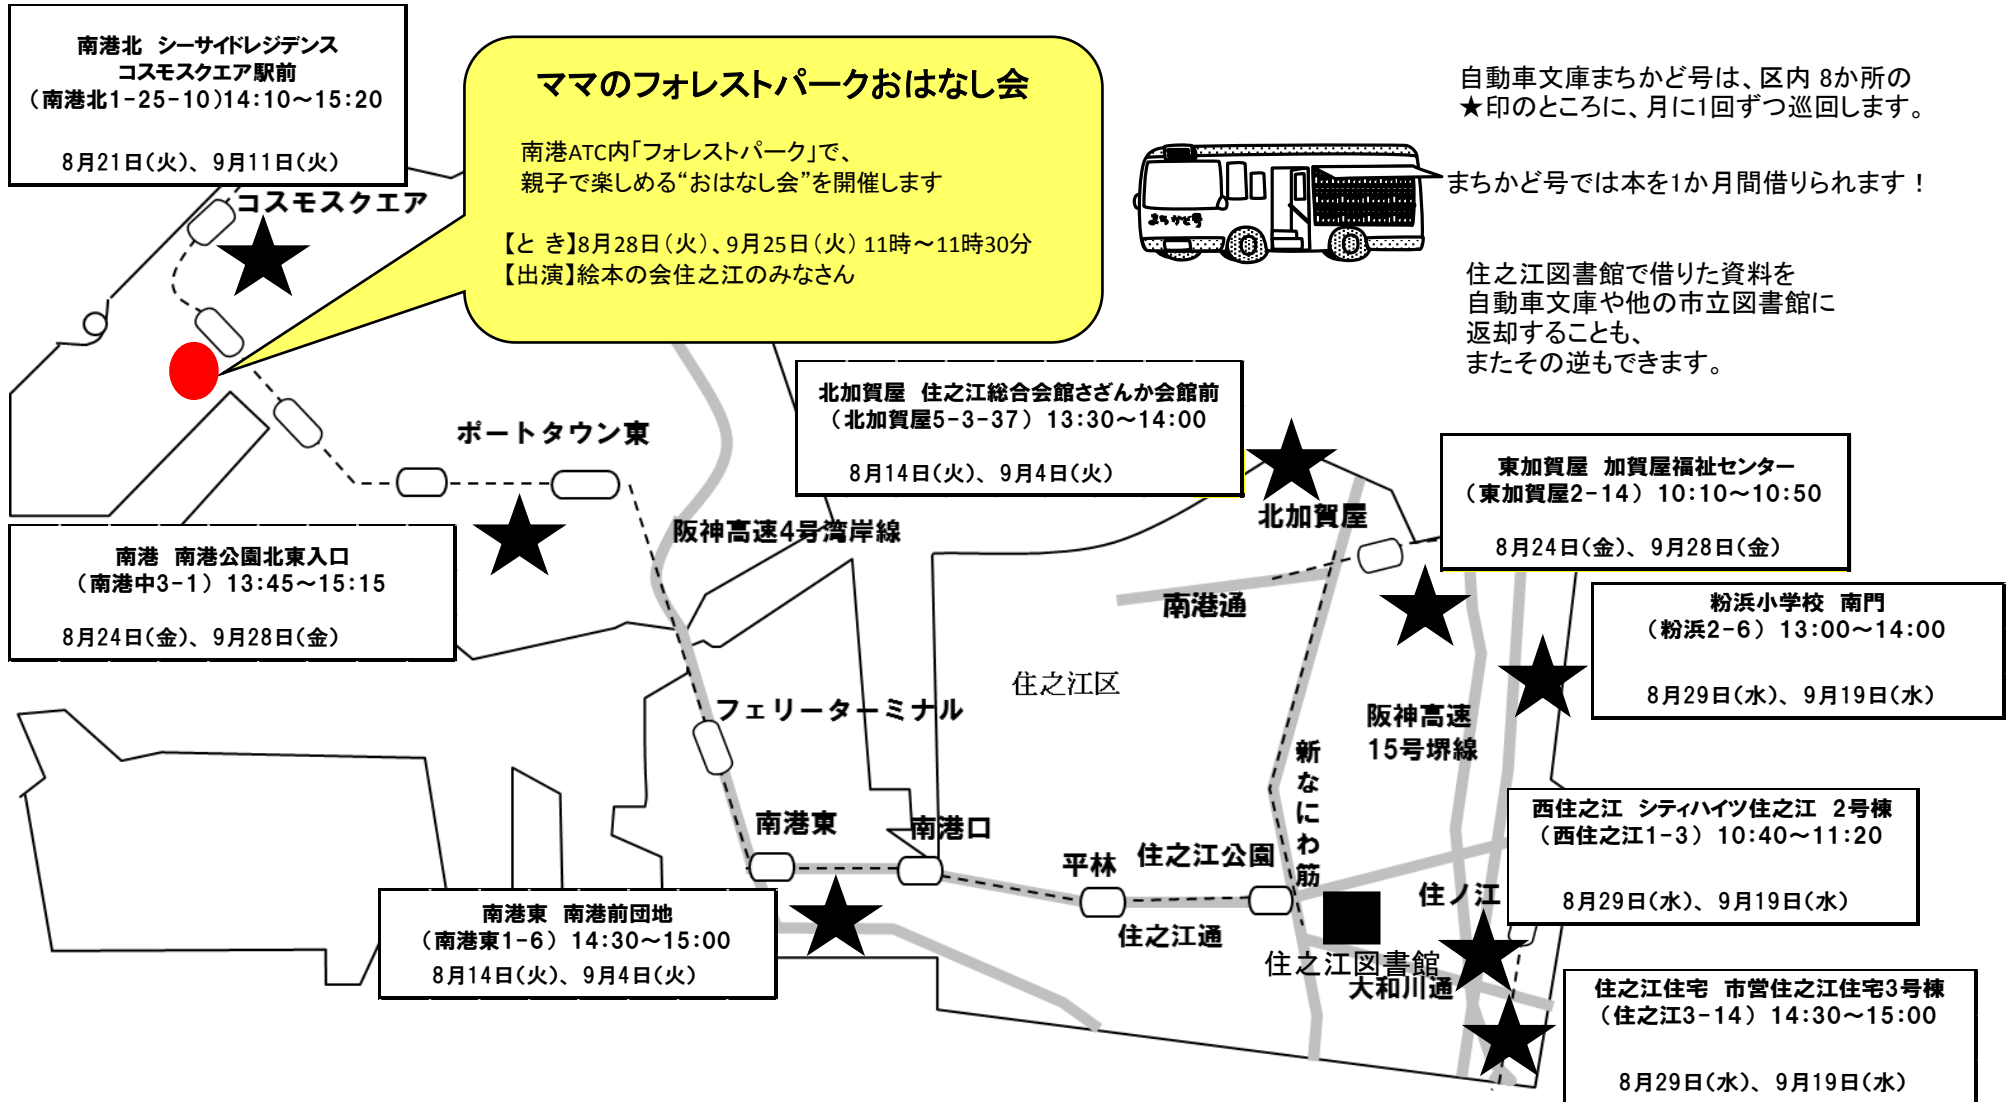 南港北　シーサイドレジデンス
コスモスクエア駅前
（南港北1-25-10）14:10～15:20
8月21日（火）、9月11日（火）
ママのフォレストパークおはなし会
南港ATC内「フォレストパーク」で、
親子で楽しめる“おはなし会”を開催します
【と き】8月28日（火）、9月25日（火） 11時～11時30分
【出演】絵本の会住之江のみなさん
自動車文庫まちかど号は、区内 8か所の
★印のところに、月に1回ずつ巡回します。
まちかど号では本を1か月間借りられます！
まちかど号
住之江図書館で借りた資料を
自動車文庫や他の市立図書館に
返却することも、
またその逆もできます。
コスモスクエア
ポートタウン東
北加賀屋　住之江総合会館さざんか会館前
（北加賀屋5-3-37） 13:30～14:00
8月14日（火）、9月4日（火）
東加賀屋　加賀屋福祉センター
（東加賀屋2-14） 10:10～10:50
8月24日（金）、9月28日（金）
北加賀屋
阪神高速4号湾岸線
南港　南港公園北東入口
（南港中3-1） 13:45～15:15
8月24日（金）、9月28日（金）
南港通
粉浜小学校　南門
（粉浜2-6） 13:00～14:00
8月29日（水）、9月19日（水）
住之江区
フェリーターミナル
阪神高速
15号堺線
新なにわ筋
西住之江　シティハイツ住之江　2号棟
（西住之江1-3） 10:40～11:20
8月29日（水）、9月19日（水）
南港東
南港口
平林
住之江公園
住ノ江
南港東　南港前団地
（南港東1-6） 14:30～15:00
8月14日（火）、9月4日（火）
住之江通
住之江図書館
大和川通
住之江住宅　市営住之江住宅3号棟
（住之江3-14） 14:30～15:00
8月29日（水）、9月19日（水）